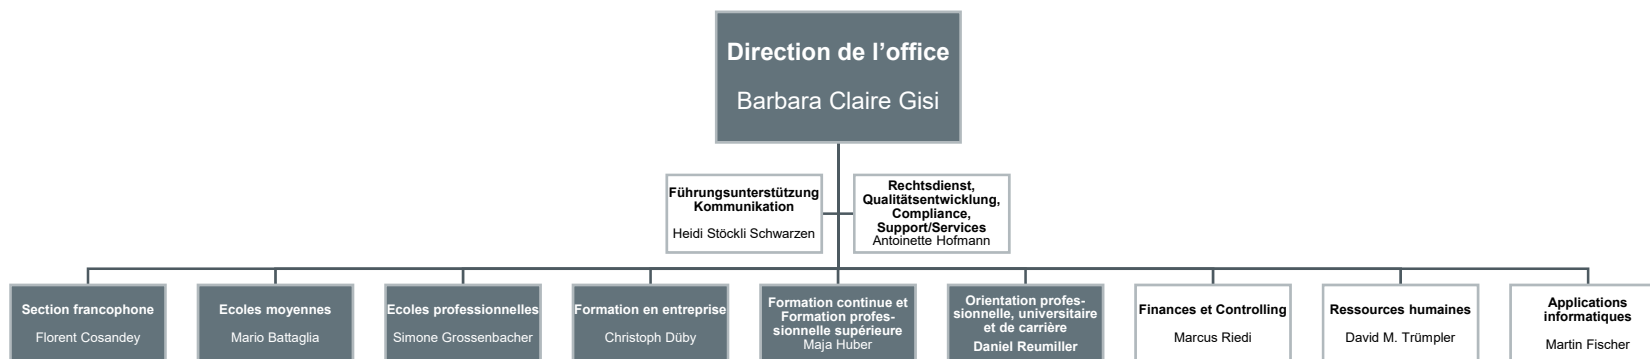 Direction de l’office
Barbara Claire Gisi
Führungsunterstützung
Kommunikation
Heidi Stöckli Schwarzen
Rechtsdienst,
Qualitätsentwicklung,
Compliance,
Support/Services
Antoinette Hofmann
Section francophone
Florent Cosandey
Ecoles moyennes
Mario Battaglia
Ecoles professionnelles
Simone Grossenbacher
Formation en entreprise
Christoph Düby
Formation continue et
Formation profes-
sionnelle supérieure
Maja Huber
Orientation profes-
sionnelle, universitaire
et de carrière
Daniel Reumiller
Finances et Controlling
Marcus Riedi
Ressources humaines
David M. Trümpler
Applications
informatiques
Martin Fischer